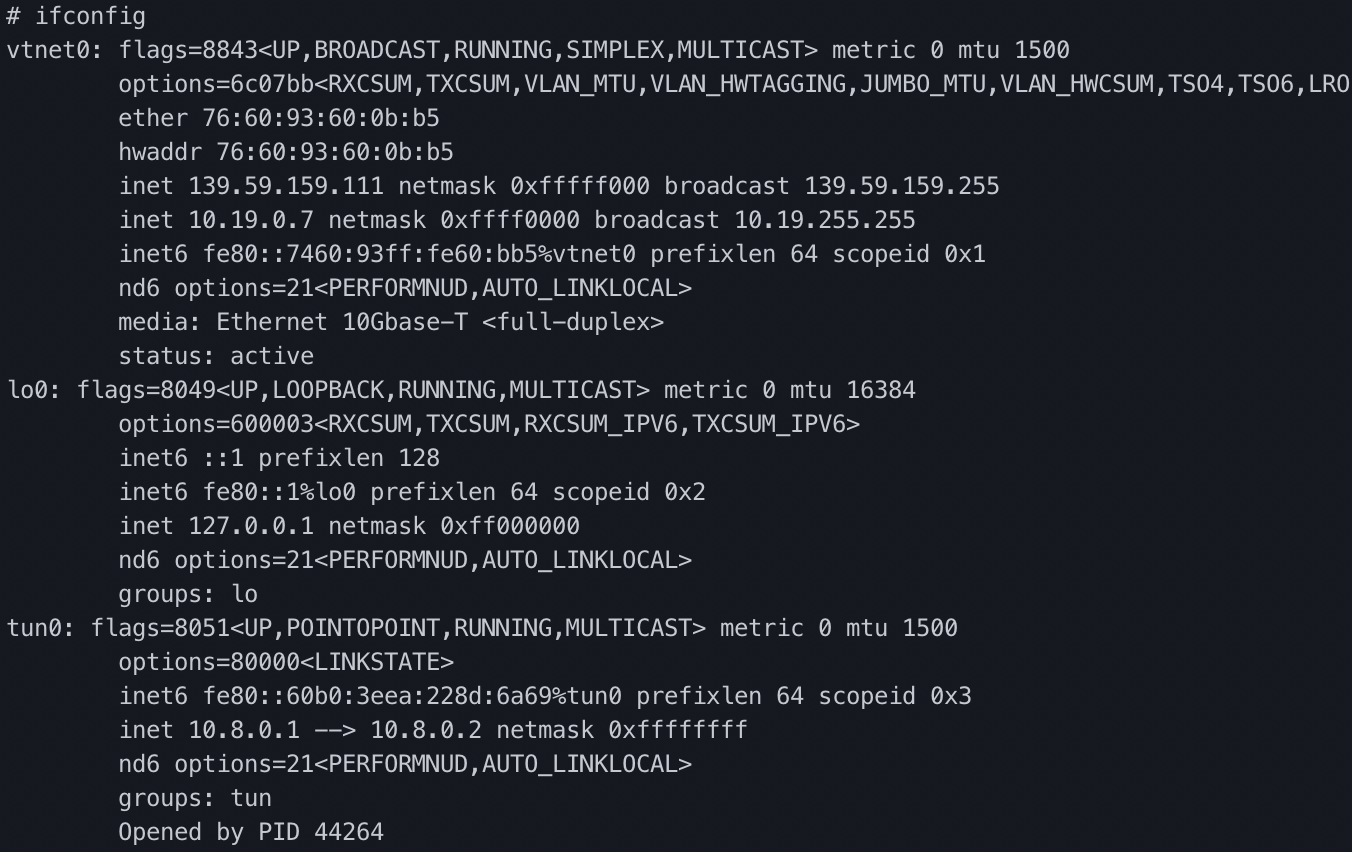 # ifconfig
vtnet0: flags=8843<UP,BROADCAST,RUNNING,SIMPLEX,MULTICAST> metric 0 mtu 1500
options=6c07bb<RXCSUM,TXCSUM,VLAN_MTU,VLAN_HWTAGGING,JUMBO_MTU,VLAN_HWCSUM,TSO4,TSO6,LRO
ether 76:60:93:60:0b:b5
hwaddr 76:60:93:60:0b:b5
inet 139.59.159.111 netmask 0xfffff000 broadcast 139.59.159.255
inet 10.19.0.7 netmask 0xffff0000 broadcast 10.19.255.255
inet6 fe80::7460:93ff:fe60:bb5%vtnet0 prefixlen 64 scopeid 0x1
nd6 options=21<PERFORMNUD,AUTO_LINKLOCAL>
media: Ethernet 10Gbase-T <full-duplex>
status: active
lo0: flags=8049<UP,LOOPBACK,RUNNING,MULTICAST> metric 0 mtu 16384
options=600003<RXCSUM,TXCSUM,RXCSUM_IPV6,TXCSUM_IPV6>
inet6 ::1 prefixlen 128
inet6 fe80::1%lo0 prefixlen 64 scopeid 0x2
inet 127.0.0.1 netmask 0xff000000
nd6 options=21<PERFORMNUD,AUTO_LINKLOCAL>
groups: lo
tun0: flags=8051<UP,POINTOPOINT,RUNNING,MULTICAST> metric 0 mtu 1500
options=80000<LINKSTATE>
inet6 fe80::60b0:3eea:228d:6a69%tun0 prefixlen 64 scopeid 0x3
inet 10.8.0.1 --> 10.8.0.2 netmask 0xffffffff
nd6 options=21<PERFORMNUD,AUTO_LINKLOCAL>
groups: tun
Opened by PID 44264